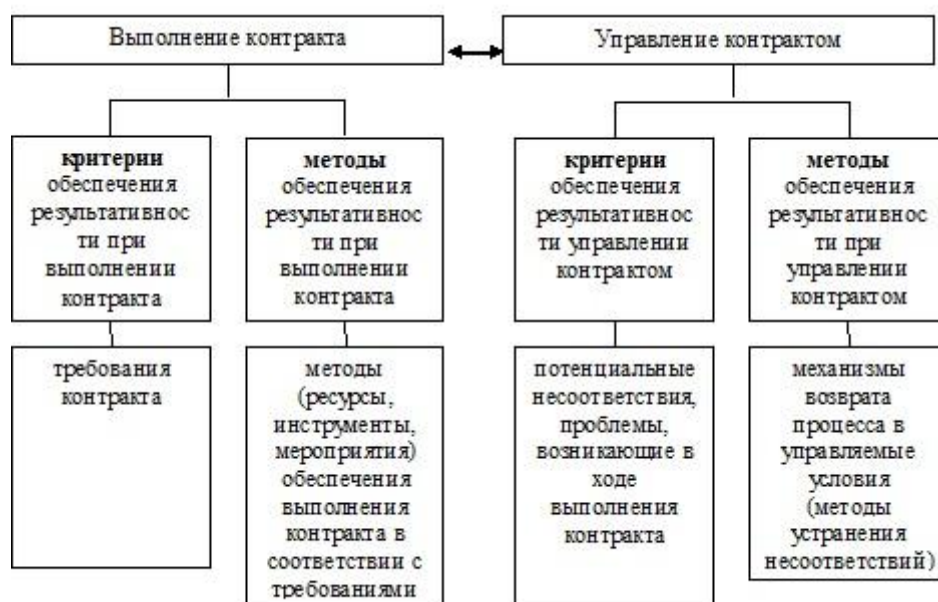 Выполнение контракта
Управление контрактом
критерии
обеспечения
результативнос
ти при
выполнении
контракта
методы
обеспечения
результативнос
ти при
выполнении
контракта
критерии
обеспечения
результативнос
ти управлении
контрактом
методы
обеспечения
результативнос
ти при
управлении
контрактом
требования
контракта
методы
(ресурсы,
инструменты,
мероприятия)
обеспечения
выполнения
контракта в
соответствии с
требованиями
потенциальные
несоответствия,
проблемы,
возникающие в
ходе
выполнения
контракта
механизмы
возврата
процесса в
управляемые
условия
(методы
устранения
несоответствий)